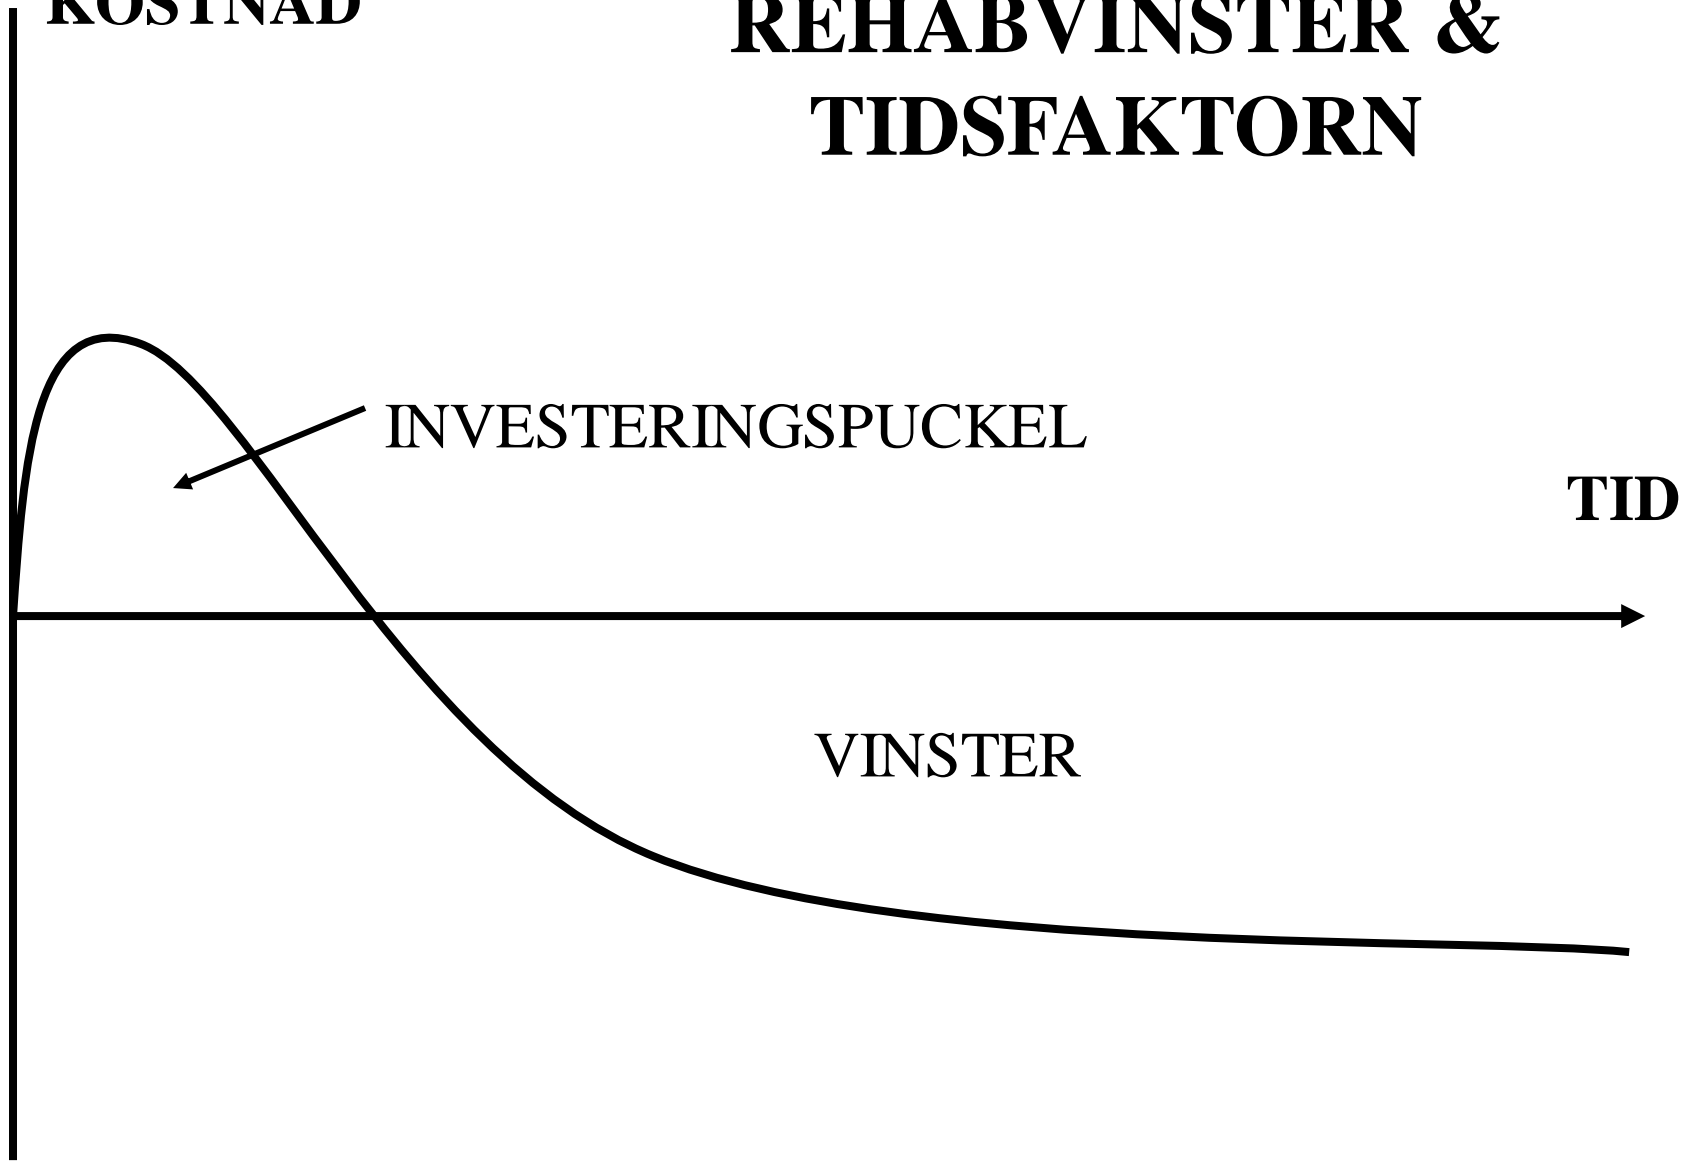 KOSTNAD
REHABVINSTER &
TIDSFAKTORN
INVESTERINGSPUCKEL
TID
VINSTER